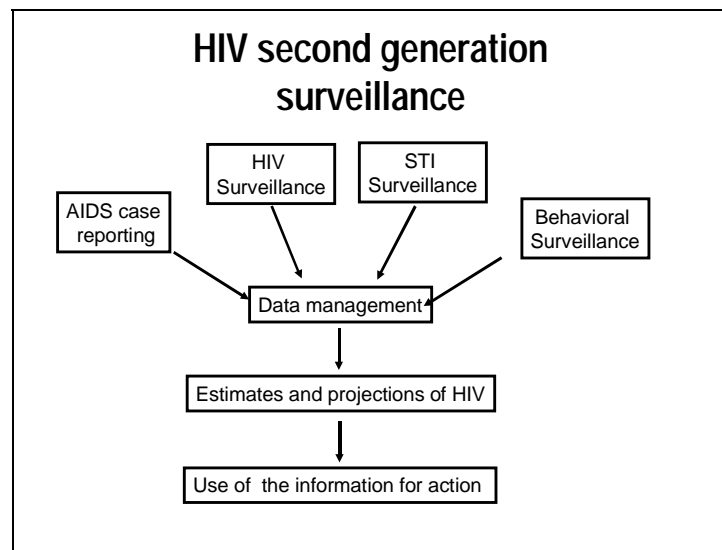 HIV second generation
surveillance
HIV
Surveillance
STI
Surveillance
AIDS case
reporting
Behavioral
Surveillance
Data management
Estimates and projections of HIV
Use of the information for action